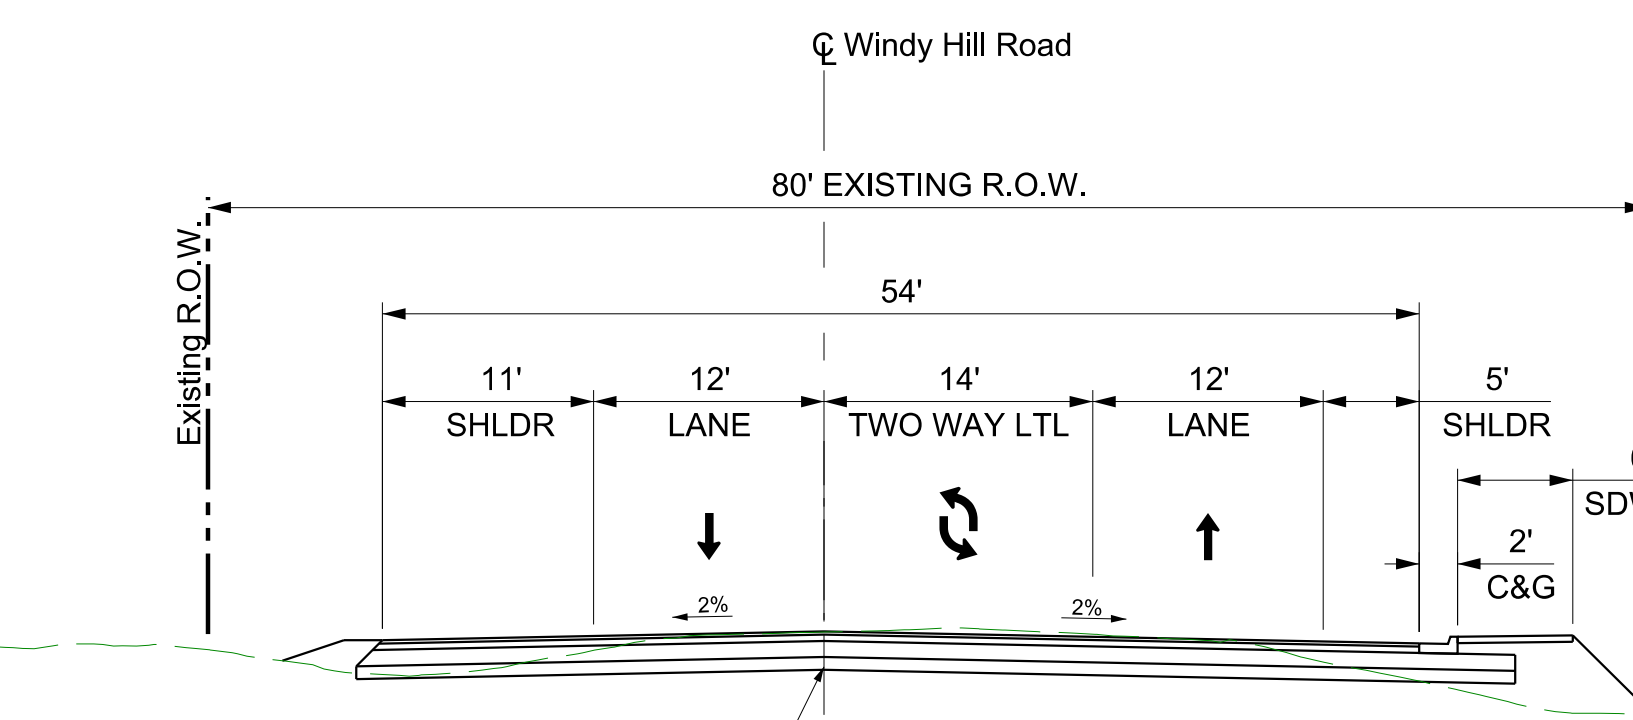 ℄ Windy Hill Road
80' EXISTING R.O.W.
Existing R.O.W.
54'
11'
12'
14'
12'
5'
SHLDR
LANE
TWO WAY LTL
LANE
SHLDR
2'
C&G
2%
2%